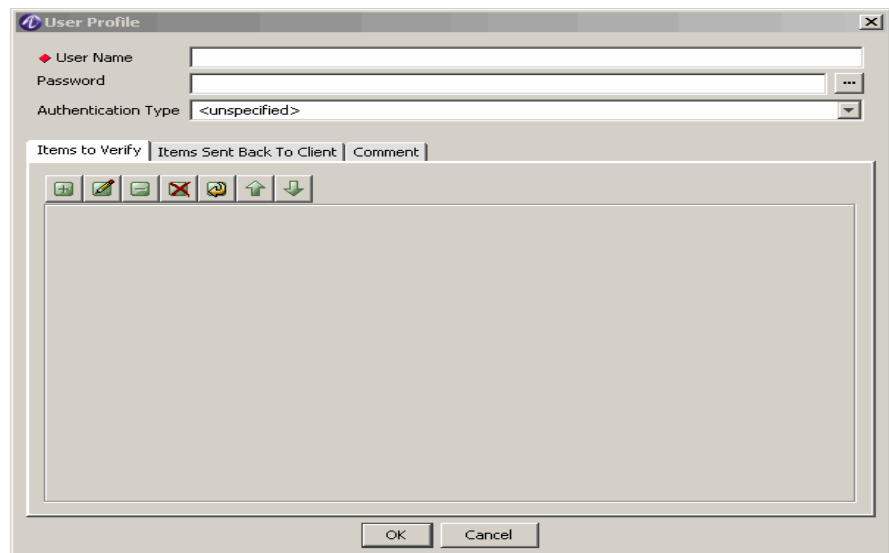 User Profile
User Name
Password
...
Authentication Type <unspecified>
Items to Verify Items Sent Back To Client Comment
OK Cancel